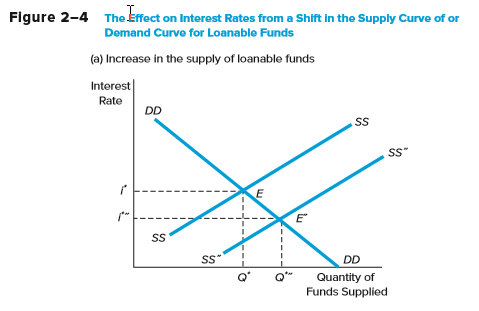 Figure 2–4 The Effect on Interest Rates from a Shift in the Supply Curve of or
Demand Curve for Loanable Funds
(a) Increase in the supply of loanable funds
Interest
Rate
DD
SS
SS″
i*
E
i*″
E″
SS
SS″
DD
Q*
Q*″
Quantity of
Funds Supplied